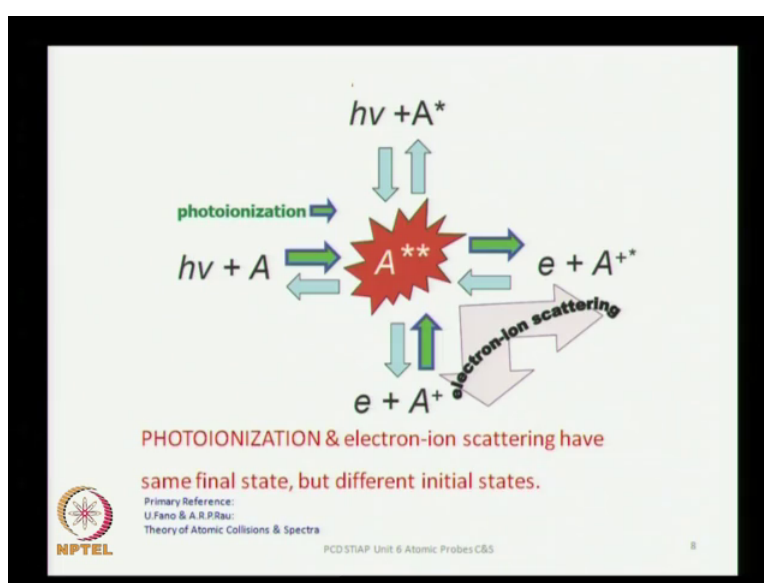 hν +A*
photoionization
hν + A
A**
e + A+*
electron-ion scattering
e + A+
PHOTOIONIZATION & electron-ion scattering have
same final state, but different initial states.
Primary Reference:
U.Fano & A.R.P.Rau:
Theory of Atomic Collisions & Spectra
NPTEL
PCD STiAP Unit 6 Atomic Probes C&S
8